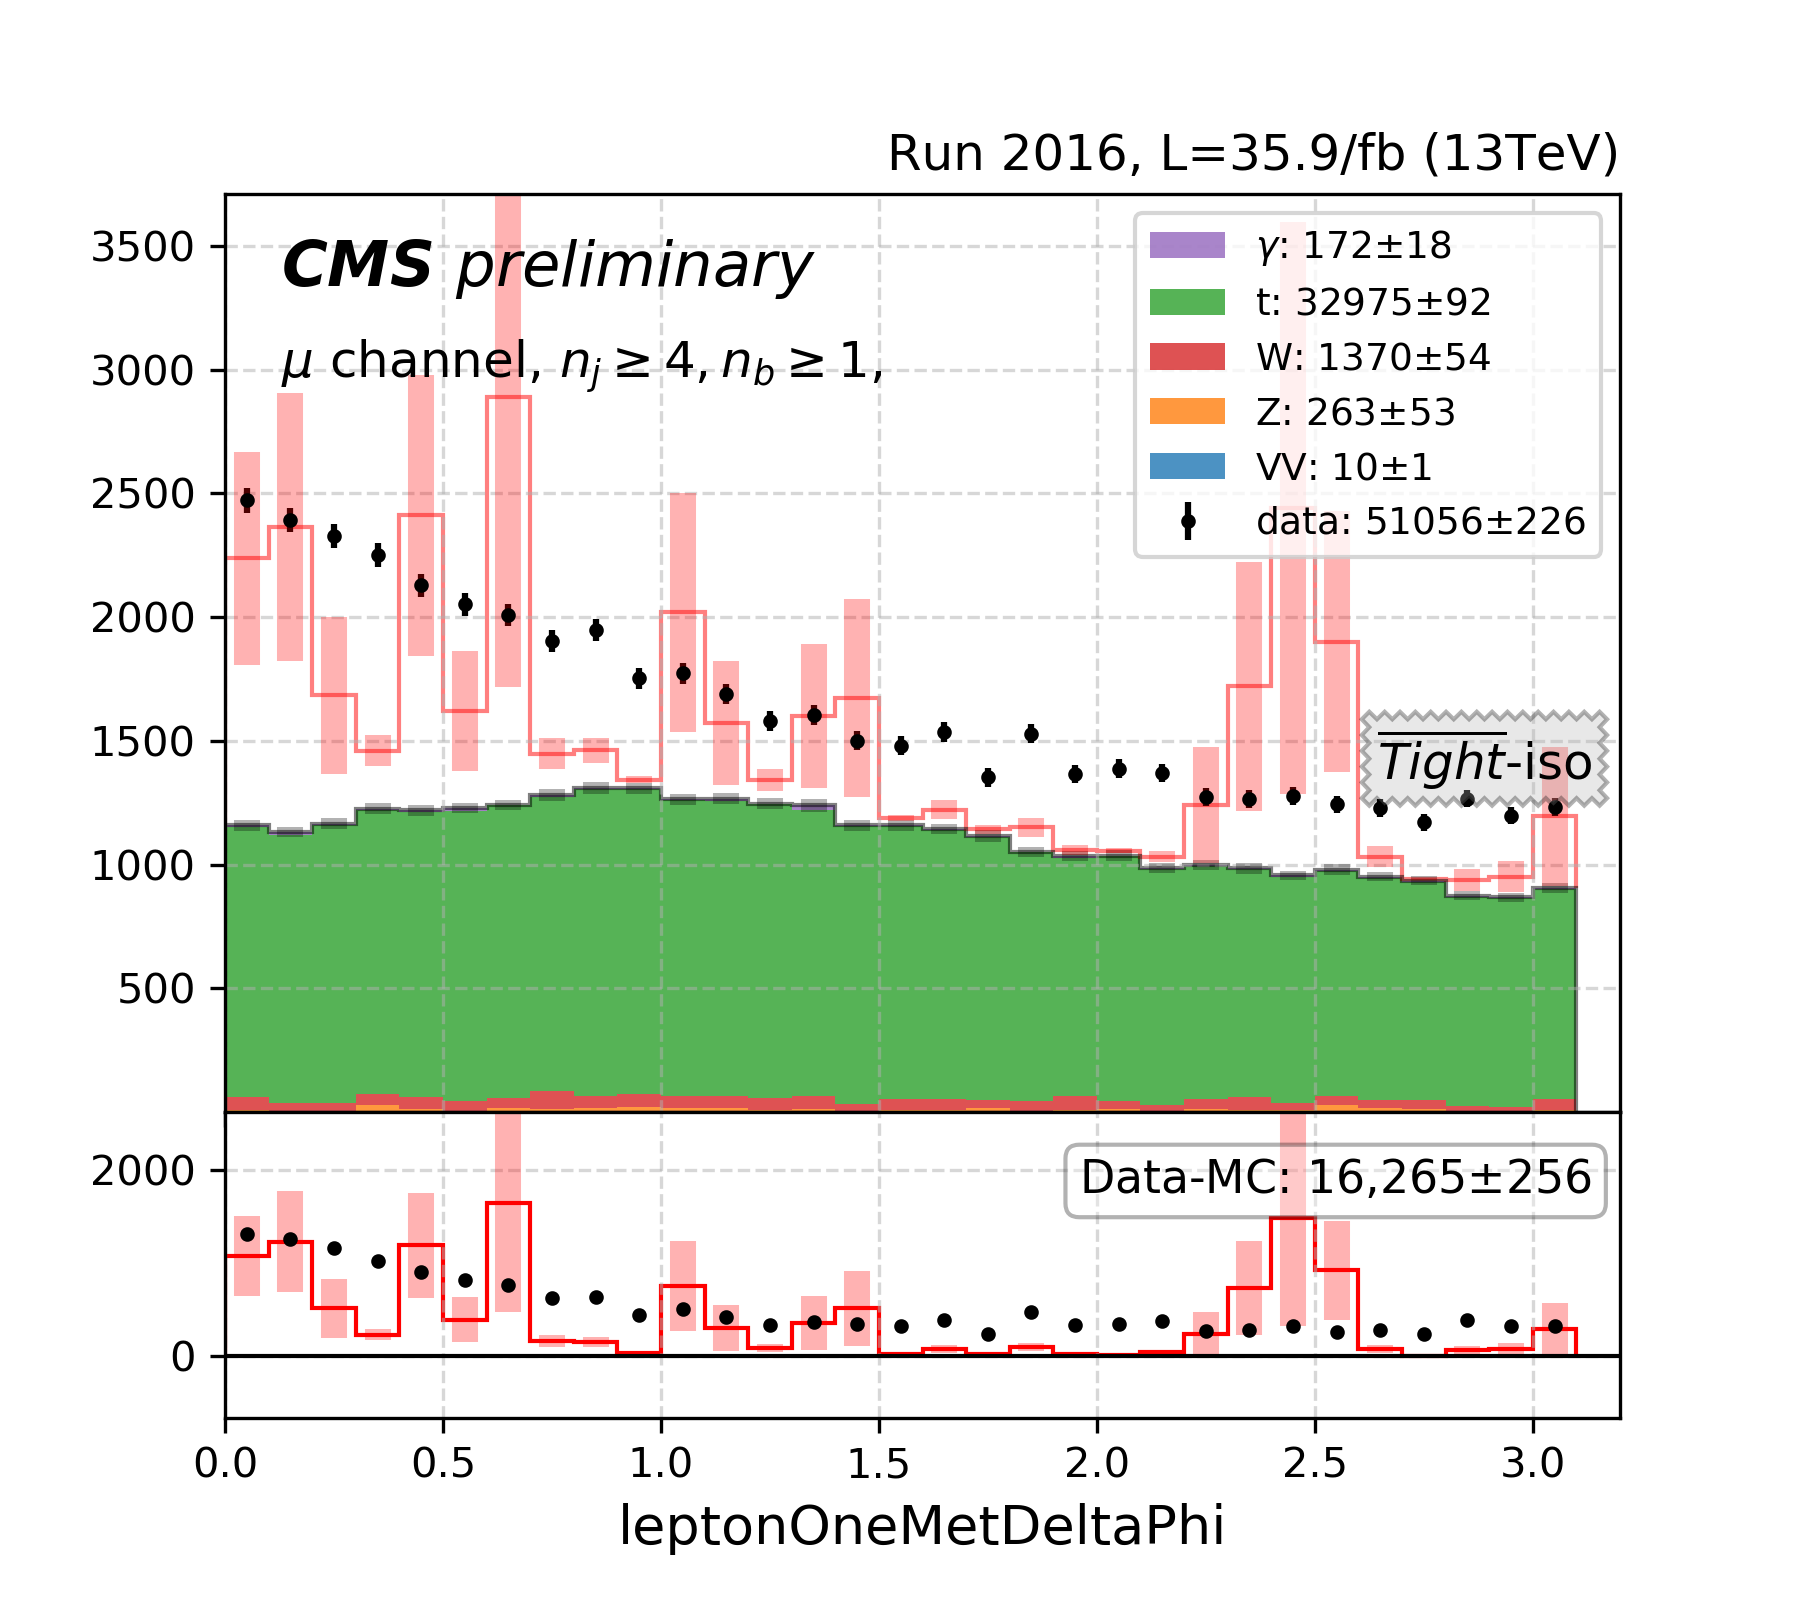 Run 2016, L=35.9/fb (13TeV)
CMS preliminary
μ channel, n_j ≥ 4, n_b ≥ 1,
γ: 172±18
t: 32975±92
W: 1370±54
Z: 263±53
VV: 10±1
data: 51056±226
Tight-iso
3500
3000
2500
2000
1500
1000
500
Data-MC: 16,265±256
2000
0
0.0 0.5 1.0 1.5 2.0 2.5 3.0
leptonOneMetDeltaPhi